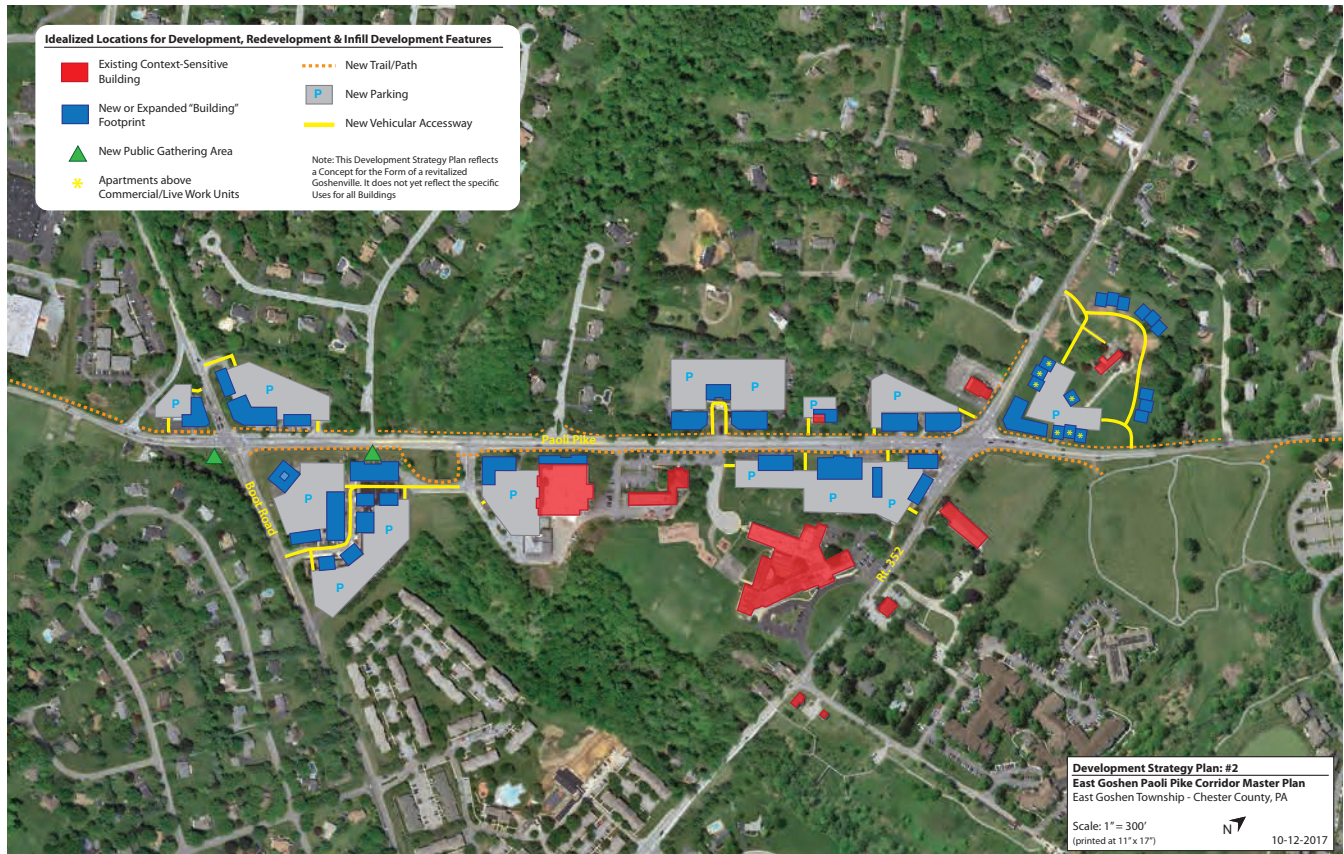 Idealized Locations for Development, Redevelopment & Infill Development Features
Existing Context-Sensitive
Building
New or Expanded "Building"
Footprint
New Public Gathering Area
Apartments above
Commercial/Live Work Units
New Trail/Path
P
New Parking
New Vehicular Accessway
Note: This Development Strategy Plan reflects
a Concept for the Form of a revitalized
Goshenville. It does not yet reflect the specific
Uses for all Buildings
P
P
P
P
P
P
P
Paoli Pike
P
P
P
P
P
P
P
Boot Road
Rt. 352
Development Strategy Plan: #2
East Goshen Paoli Pike Corridor Master Plan
East Goshen Township - Chester County, PA
Scale: 1" = 300'
(printed at 11" x 17")
N
10-12-2017